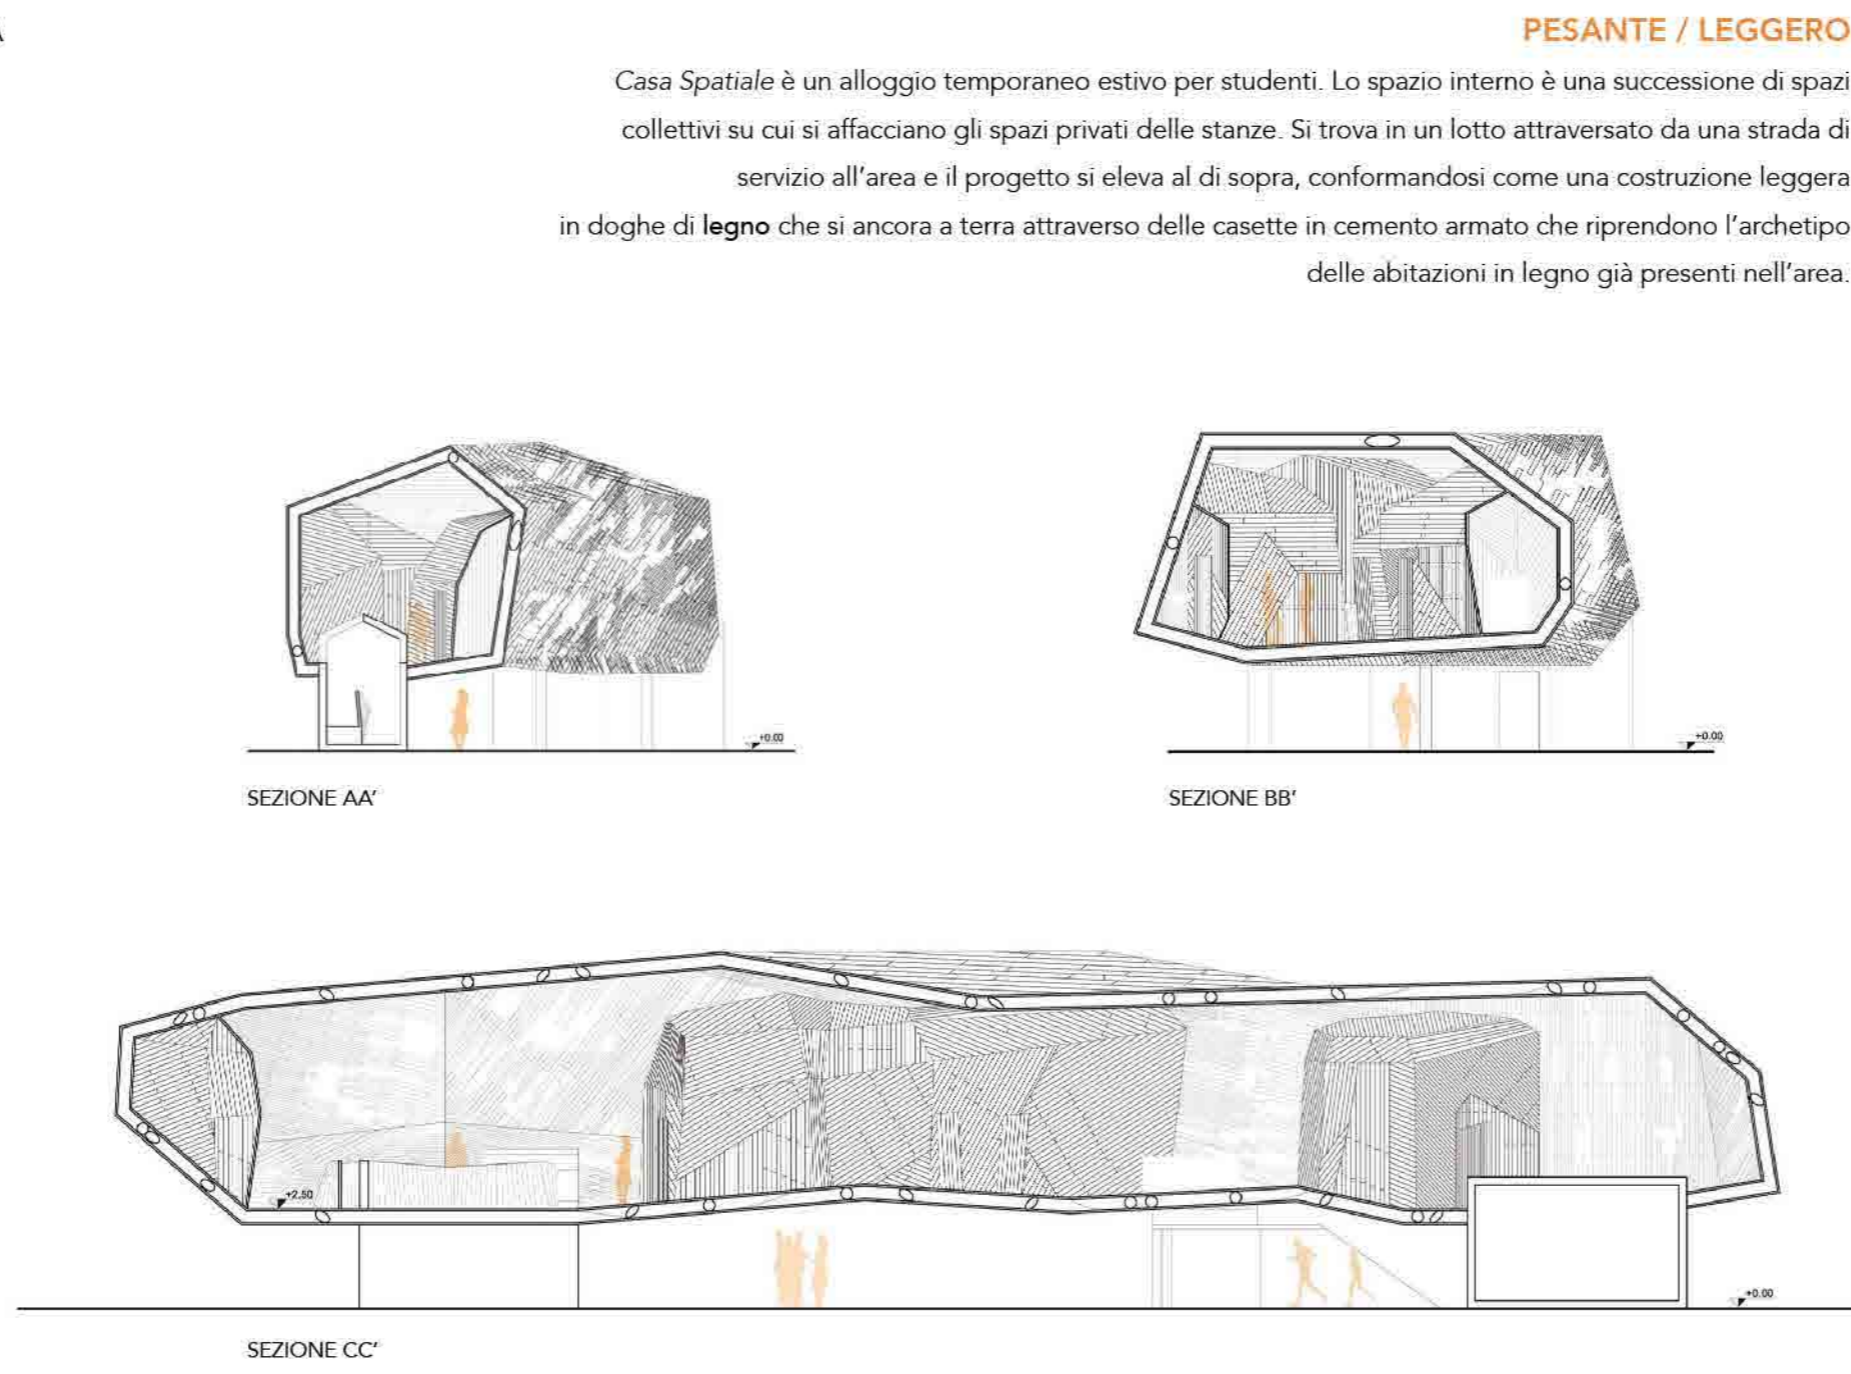 PESANTE / LEGGERO
Casa Spatiale è un alloggio temporaneo estivo per studenti. Lo spazio interno è una successione di spazi
collettivi su cui si affacciano gli spazi privati delle stanze. Si trova in un lotto attraversato da una strada di
servizio all'area e il progetto si eleva al di sopra, conformandosi come una costruzione leggera
in doghe di legno che si ancora a terra attraverso delle casette in cemento armato che riprendono l'archetipo
delle abitazioni in legno già presenti nell'area.
+0.00
+0.00
SEZIONE AA'
SEZIONE BB'
+2.50
+0.00
SEZIONE CC'